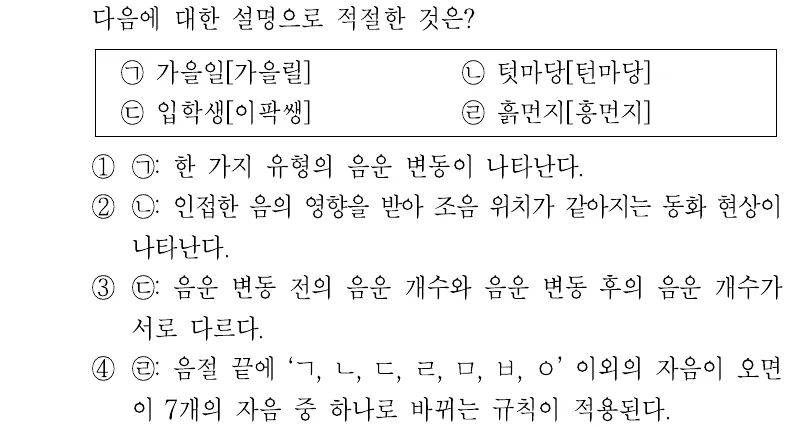 다음에 대한 설명으로 적절한 것은?
㉠ 가을일[가을릴] ㉡ 텃마당[턴마당]
㉢ 입학생[이팍쌩] ㉣ 흙먼지[흥먼지]
① ㉠: 한 가지 유형의 음운 변동이 나타난다.
② ㉡: 인접한 음의 영향을 받아 조음 위치가 같아지는 동화 현상이
나타난다.
③ ㉢: 음운 변동 전의 음운 개수와 음운 변동 후의 음운 개수가
서로 다르다.
④ ㉣: 음절 끝에 ‘ㄱ, ㄴ, ㄷ, ㄹ, ㅁ, ㅂ, ㅇ’ 이외의 자음이 오면
이 7개의 자음 중 하나로 바뀌는 규칙이 적용된다.